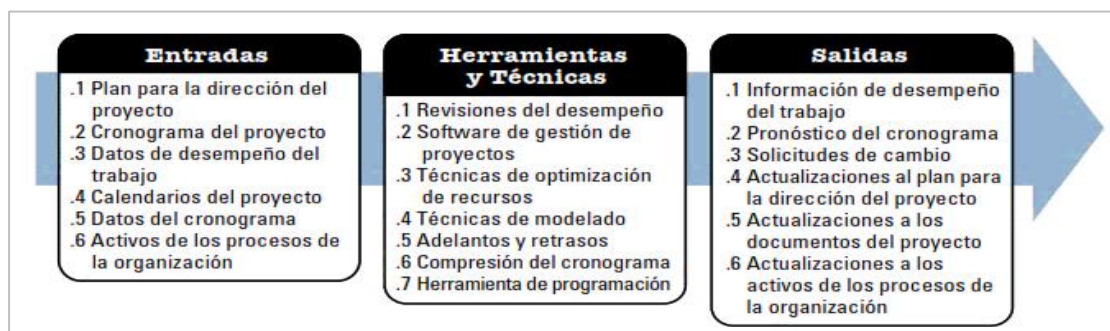 Entradas
.1 Plan para la dirección del
proyecto
.2 Cronograma del proyecto
.3 Datos de desempeño del
trabajo
.4 Calendarios del proyecto
.5 Datos del cronograma
.6 Activos de los procesos de
la organización
Herramientas
y Técnicas
.1 Revisiones del desempeño
.2 Software de gestión de
proyectos
.3 Técnicas de optimización
de recursos
.4 Técnicas de modelado
.5 Adelantos y retrasos
.6 Compresión del cronograma
.7 Herramienta de programación
Salidas
.1 Información de desempeño
del trabajo
.2 Pronóstico del cronograma
.3 Solicitudes de cambio
.4 Actualizaciones al plan para
la dirección del proyecto
.5 Actualizaciones a los
documentos del proyecto
.6 Actualizaciones a los
activos de los procesos de
la organización